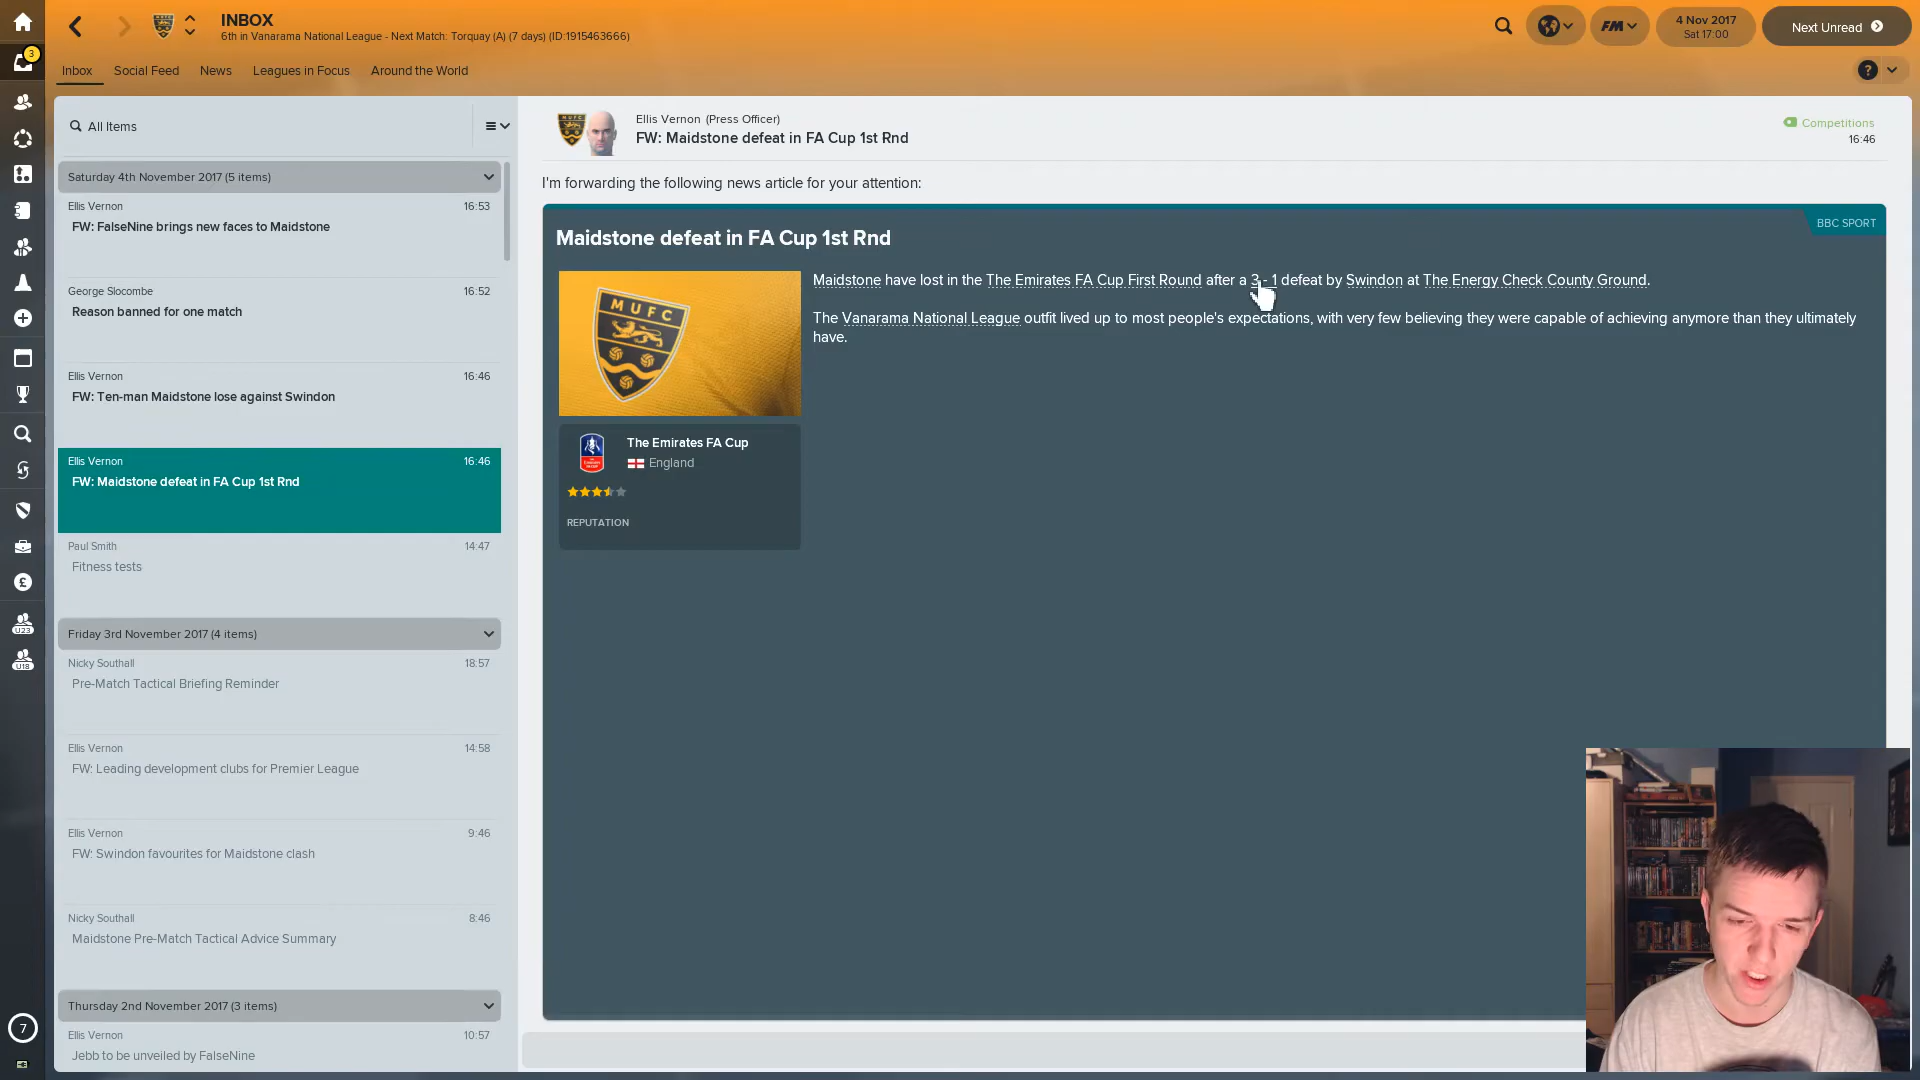 INBOX
6th in Vanarama National League - Next Match: Torquay (A) (7 days) (ID:1915463666)
FM
4 Nov 2017
Sat 17:00
Next Unread
3
Inbox
Social Feed
News
Leagues in Focus
Around the World
?
All Items
Saturday 4th November 2017 (5 items)
Ellis Vernon 16:53
FW: FalseNine brings new faces to Maidstone
George Slocombe 16:52
Reason banned for one match
Ellis Vernon 16:46
FW: Ten-man Maidstone lose against Swindon
Ellis Vernon 16:46
FW: Maidstone defeat in FA Cup 1st Rnd
Paul Smith 14:47
Fitness tests
Friday 3rd November 2017 (4 items)
Nicky Southall 18:57
Pre-Match Tactical Briefing Reminder
Ellis Vernon 14:58
FW: Leading development clubs for Premier League
Ellis Vernon 9:46
FW: Swindon favourites for Maidstone clash
Nicky Southall 8:46
Maidstone Pre-Match Tactical Advice Summary
Thursday 2nd November 2017 (3 items)
Ellis Vernon 10:57
Jebb to be unveiled by FalseNine
U23
U18
7
Ellis Vernon (Press Officer)
FW: Maidstone defeat in FA Cup 1st Rnd
Competitions
16:46
I'm forwarding the following news article for your attention:
BBC SPORT
Maidstone defeat in FA Cup 1st Rnd
MUFC
Maidstone have lost in the The Emirates FA Cup First Round after a 3 - 1 defeat by Swindon at The Energy Check County Ground.
The Vanarama National League outfit lived up to most people's expectations, with very few believing they were capable of achieving anymore than they ultimately
have.
The Emirates FA Cup
England
REPUTATION